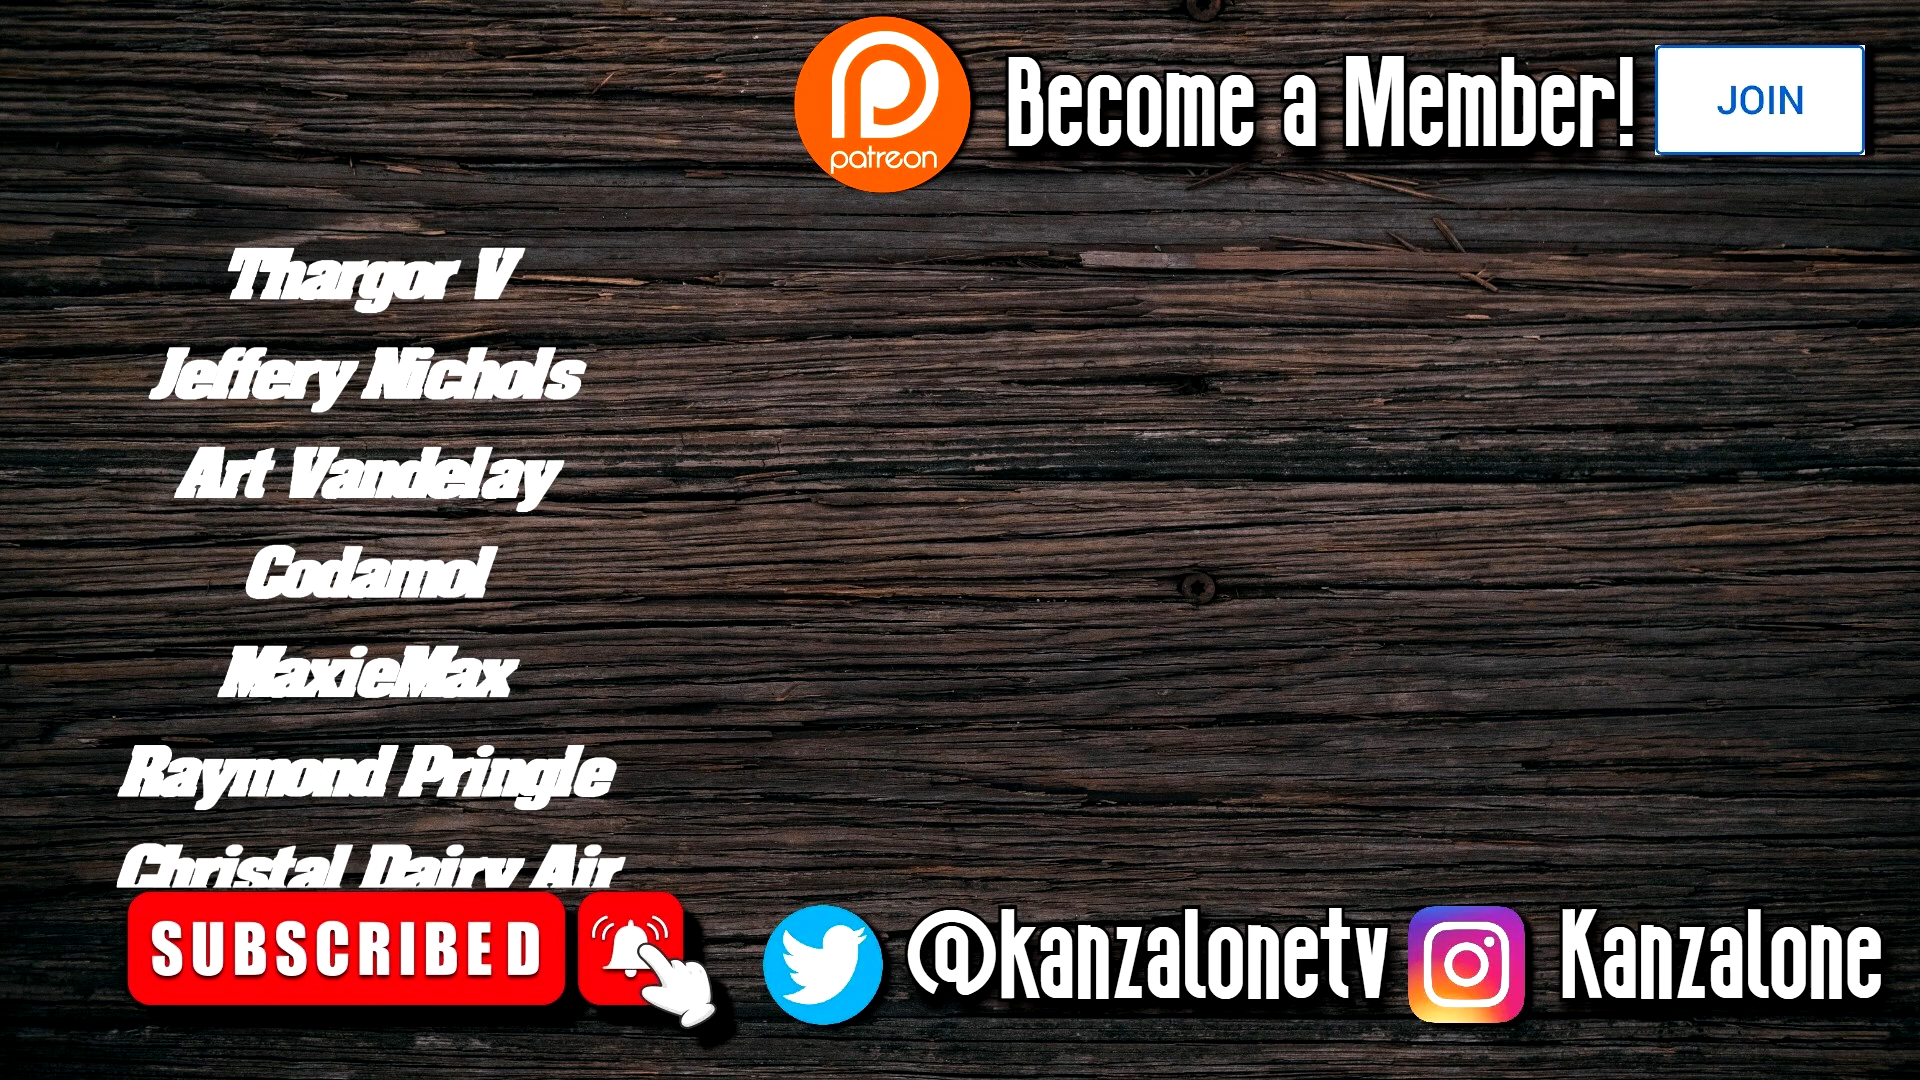 patreon
Become a Member!
JOIN
Thargor V
Jeffery Nichols
Art Vandelay
Codamol
MaxieMax
Raymond Pringle
Christal Dairy Air
SUBSCRIBED
@kanzalonetv
Kanzalone